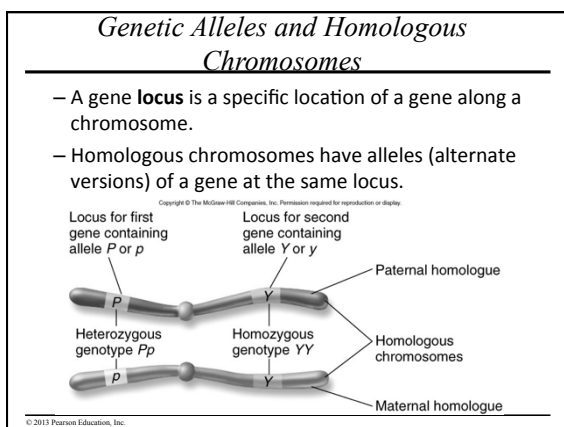 Genetic Alleles and Homologous
Chromosomes
– A gene locus is a specific location of a gene along a
chromosome.
– Homologous chromosomes have alleles (alternate
versions) of a gene at the same locus.
Copyright © The McGraw-Hill Companies, Inc. Permission required for reproduction or display.
Locus for first
gene containing
allele P or p
Locus for second
gene containing
allele Y or y
Paternal homologue
P
Y
Heterozygous
genotype Pp
Homozygous
genotype YY
Homologous
chromosomes
p
Y
Maternal homologue
© 2013 Pearson Education, Inc.